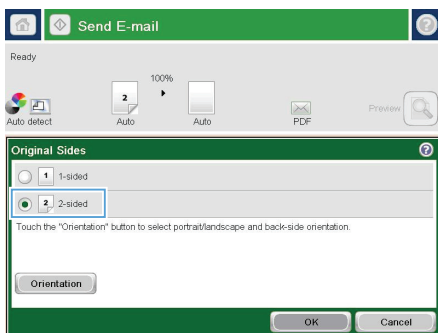 Send E-mail
Ready
100%
2
Auto detect
Auto
Auto
PDF
Preview
Original Sides
1 1-sided
2 2-sided
Touch the "Orientation" button to select portrait/landscape and back-side orientation.
Orientation
OK
Cancel